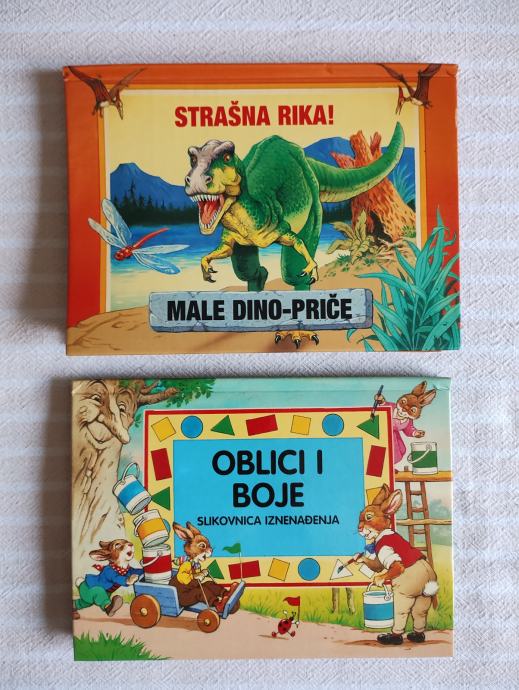 STRAŠNA RIKA!
MALE DINO-PRIČE
OBLICI I
BOJE
SLIKOVNICA IZNENAĐENJA